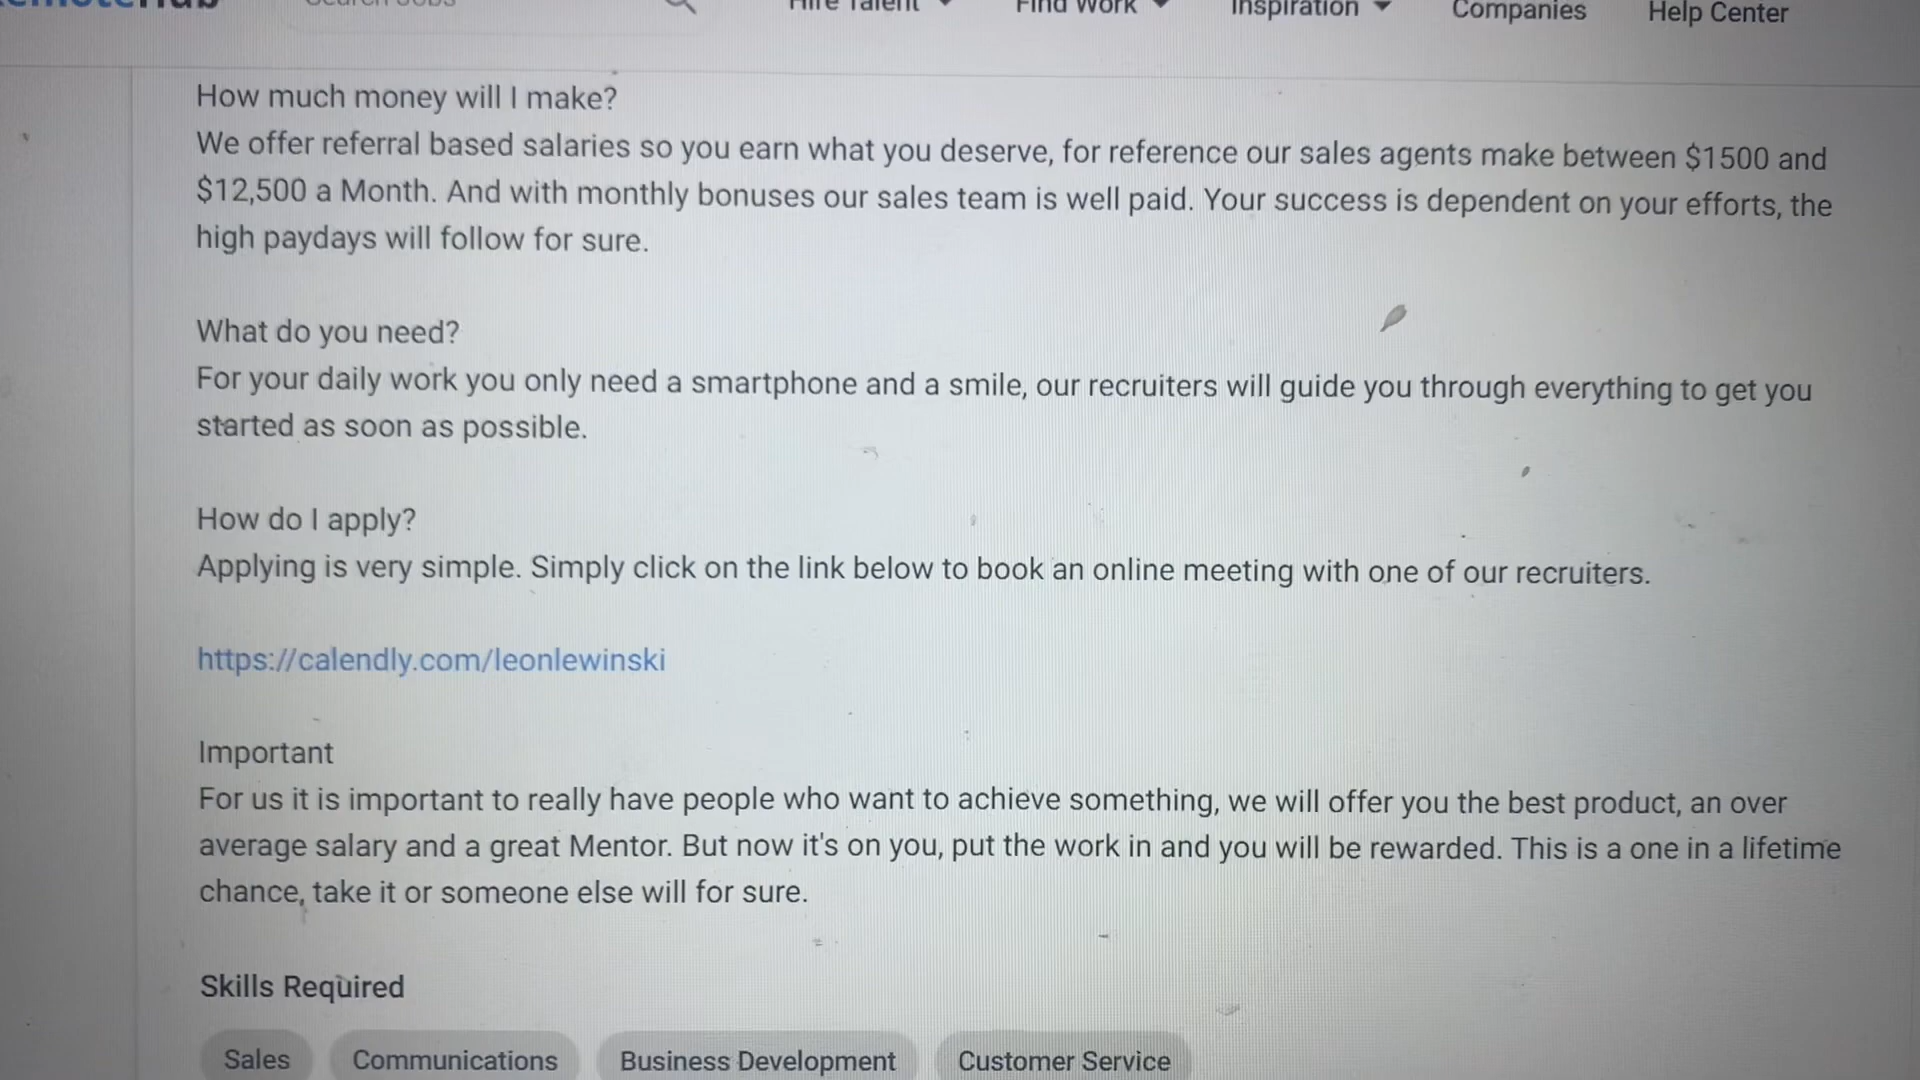 Hire Talent Find Work Inspiration Companies Help Center
How much money will I make?
We offer referral based salaries so you earn what you deserve, for reference our sales agents make between $1500 and
$12,500 a Month. And with monthly bonuses our sales team is well paid. Your success is dependent on your efforts, the
high paydays will follow for sure.
What do you need?
For your daily work you only need a smartphone and a smile, our recruiters will guide you through everything to get you
started as soon as possible.
How do I apply?
Applying is very simple. Simply click on the link below to book an online meeting with one of our recruiters.
https://calendly.com/leonlewinski
Important
For us it is important to really have people who want to achieve something, we will offer you the best product, an over
average salary and a great Mentor. But now it's on you, put the work in and you will be rewarded. This is a one in a lifetime
chance, take it or someone else will for sure.
Skills Required
Sales Communications Business Development Customer Service